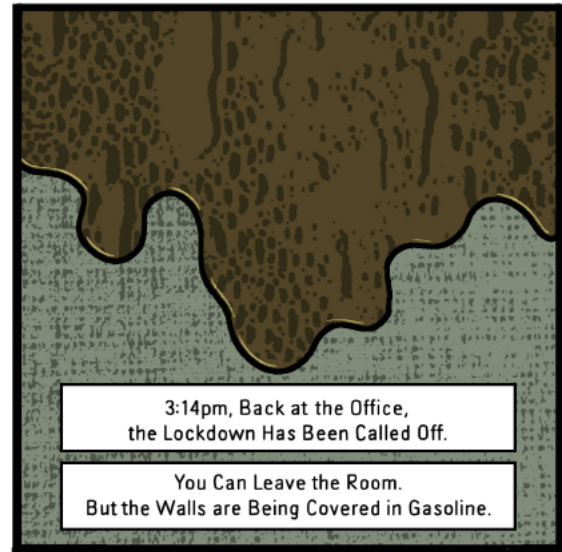 3:14pm, Back at the Office,
the Lockdown Has Been Called Off.
You Can Leave the Room.
But the Walls are Being Covered in Gasoline.